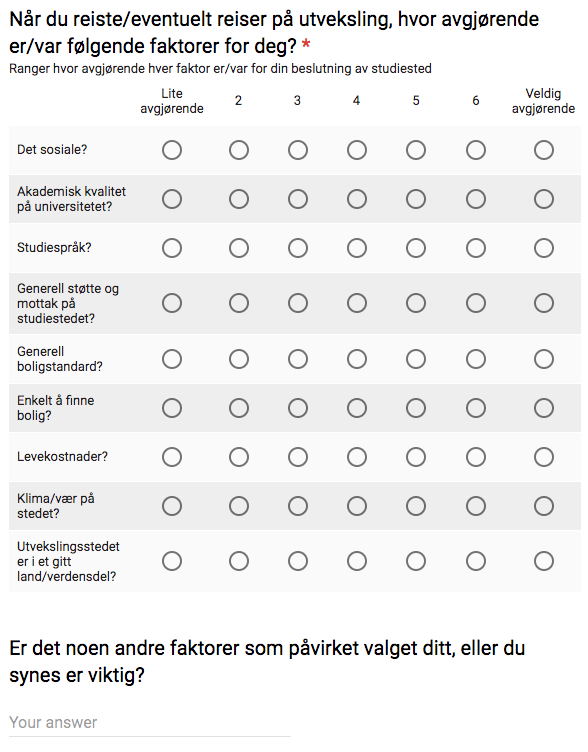 Når du reiste/eventuelt reiser på utveksling, hvor avgjørende
er/var følgende faktorer for deg? *
Ranger hvor avgjørende hver faktor er/var for din beslutning av studiested
Lite
avgjørende
2
3
4
5
6
Veldig
avgjørende
Det sosiale?
Akademisk kvalitet
på universitetet?
Studiespråk?
Generell støtte og
mottak på
studiestedet?
Generell
boligstandard?
Enkelt å finne
bolig?
Levekostnader?
Klima/vær på
stedet?
Utvekslingsstedet
er i et gitt
land/verdensdel?
Er det noen andre faktorer som påvirket valget ditt, eller du
synes er viktig?
Your answer